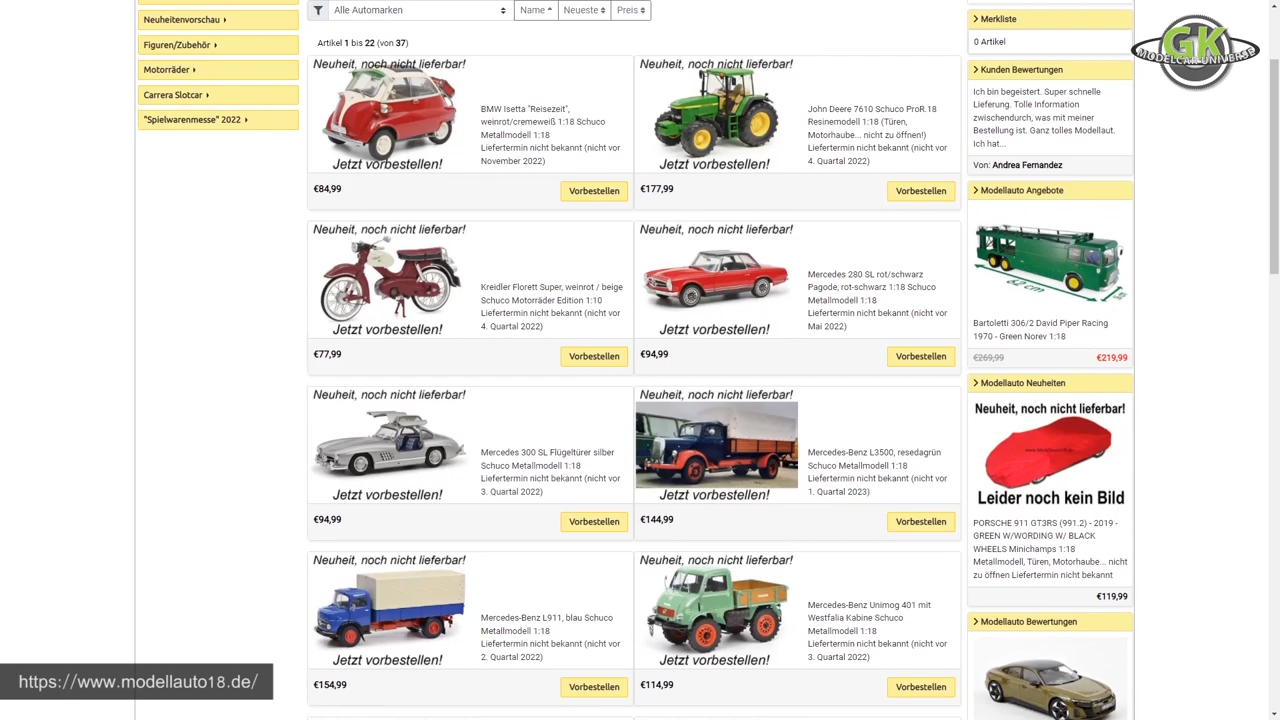 Neuheitenvorschau
Figuren/Zubehör
Motorräder
Carrera Slotcar
"Spielwarenmesse" 2022
Alle Automarken
Name
Neueste
Preis
Artikel 1 bis 22 (von 37)
Neuheit, noch nicht lieferbar!
Jetzt vorbestellen!
BMW Isetta "Reisezeit",
weinrot/cremeweiß 1:18 Schuco
Metallmodell 1:18
Liefertermin nicht bekannt (nicht vor
November 2022)
€84,99
Vorbestellen
Neuheit, noch nicht lieferbar!
Jetzt vorbestellen!
John Deere 7610 Schuco ProR.18
Resinemodell 1:18 (Türen,
Motorhaube... nicht zu öffnen!)
Liefertermin nicht bekannt (nicht vor
4. Quartal 2022)
€177,99
Vorbestellen
Neuheit, noch nicht lieferbar!
Jetzt vorbestellen!
Kreidler Florett Super, weinrot / beige
Schuco Motorräder Edition 1:10
Liefertermin nicht bekannt (nicht vor
4. Quartal 2022)
€77,99
Vorbestellen
Neuheit, noch nicht lieferbar!
Jetzt vorbestellen!
Mercedes 280 SL rot/schwarz
Pagode, rot-schwarz 1:18 Schuco
Metallmodell 1:18
Liefertermin nicht bekannt (nicht vor
Mai 2022)
€94,99
Vorbestellen
Neuheit, noch nicht lieferbar!
Jetzt vorbestellen!
Mercedes 300 SL Flügeltürer silber
Schuco Metallmodell 1:18
Liefertermin nicht bekannt (nicht vor
3. Quartal 2022)
€94,99
Vorbestellen
Neuheit, noch nicht lieferbar!
Jetzt vorbestellen!
Mercedes-Benz L3500, resedagrün
Schuco Metallmodell 1:18
Liefertermin nicht bekannt (nicht vor
1. Quartal 2023)
€144,99
Vorbestellen
Neuheit, noch nicht lieferbar!
Jetzt vorbestellen!
Mercedes-Benz L911, blau Schuco
Metallmodell 1:18
Liefertermin nicht bekannt (nicht vor
2. Quartal 2022)
€154,99
Vorbestellen
Neuheit, noch nicht lieferbar!
Jetzt vorbestellen!
Mercedes-Benz Unimog 401 mit
Westfalia Kabine Schuco
Metallmodell 1:18
Liefertermin nicht bekannt (nicht vor
3. Quartal 2022)
€114,99
Vorbestellen
Merkliste
0 Artikel
Kunden Bewertungen
Ich bin begeistert. Super schnelle
Lieferung. Tolle Information
zwischendurch, was mit meiner
Bestellung ist. Ganz tolles Modellaut.
Ich hat...
Von: Andrea Fernandez
Modellauto Angebote
62 cm
Bartoletti 306/2 David Piper Racing
1970 - Green Norev 1:18
€269,99 €219,99
Modellauto Neuheiten
Neuheit, noch nicht lieferbar!
Leider noch kein Bild
PORSCHE 911 GT3RS (991.2) - 2019 -
GREEN W/WORDING W/ BLACK
WHEELS Minichamps 1:18
Metallmodell, Türen, Motorhaube... nicht
zu öffnen Liefertermin nicht bekannt
€119,99
Modellauto Bewertungen
GK
MODELCAR UNIVERSE
https://www.modellauto18.de/